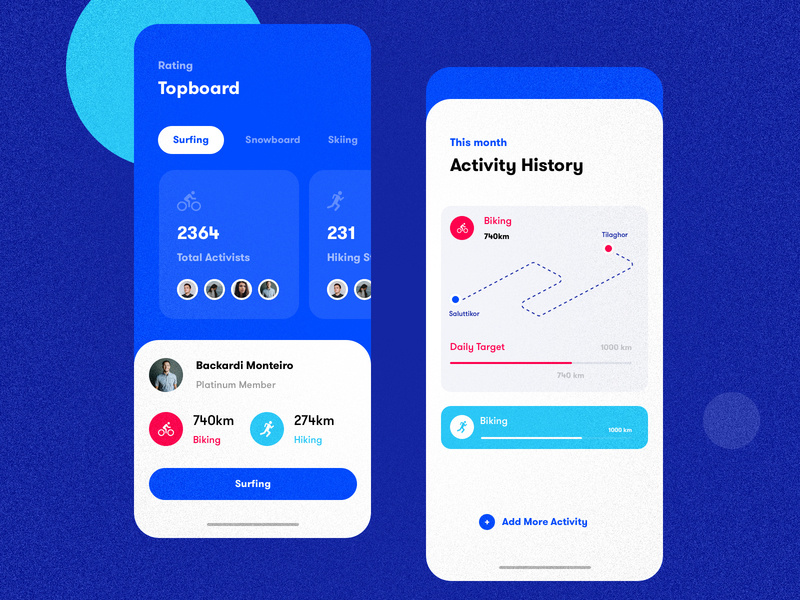 Rating
Topboard
Surfing
Snowboard
Skiing
2364
Total Activists
231
Hiking
Backardi Monteiro
Platinum Member
740km
Biking
274km
Hiking
Surfing
This month
Activity History
Biking
740km
Tilaghor
Saluttikor
Daily Target
1000 km
740 km
Biking
1000 km
Add More Activity